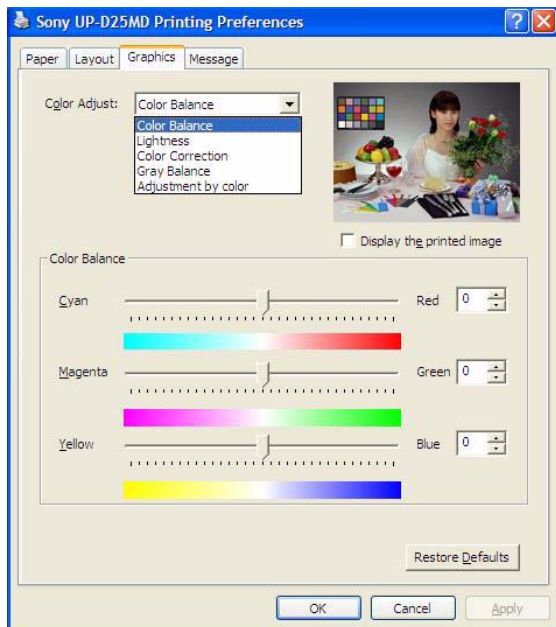 Sony UP-D25MD Printing Preferences
Paper
Layout
Graphics
Message
Color Adjust:
Color Balance
Color Balance
Lightness
Color Correction
Gray Balance
Adjustment by color
Display the printed image
Color Balance
Cyan
Red
0
Magenta
Green
0
Yellow
Blue
0
Restore Defaults
OK
Cancel
Apply